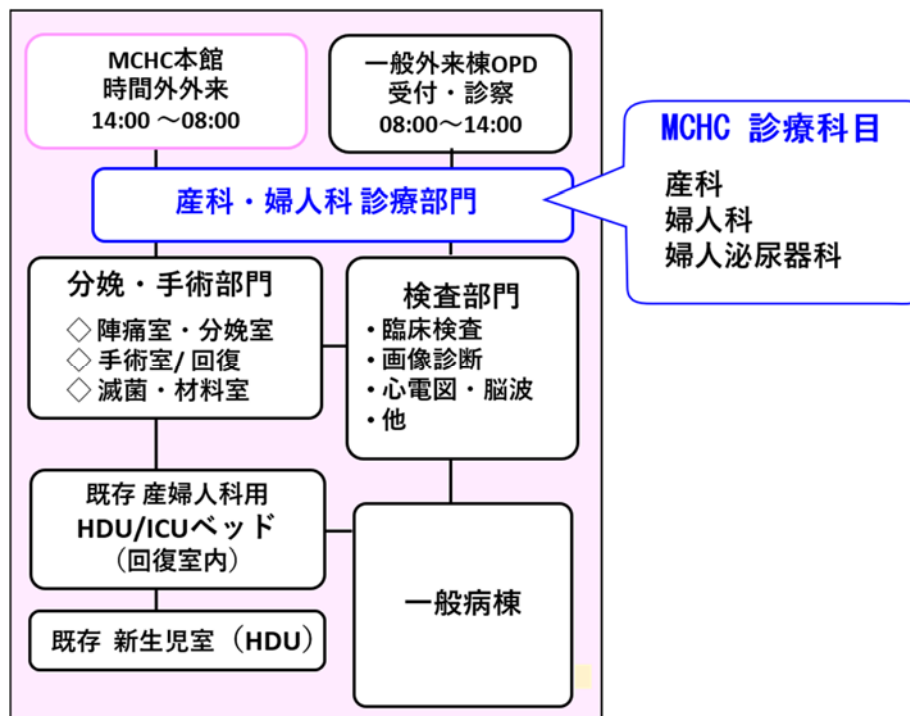 MCHC本館
時間外外来
14:00 ～08:00
一般外来棟OPD
受付・診察
08:00～14:00
MCHC 診療科目
産科
婦人科
婦人泌尿器科
産科・婦人科 診療部門
分娩・手術部門
◇ 陣痛室・分娩室
◇ 手術室/ 回復
◇ 滅菌・材料室
検査部門
・臨床検査
・画像診断
・心電図・脳波
・他
既存 産婦人科用
HDU/ICUベッド
（回復室内）
一般病棟
既存 新生児室（HDU）